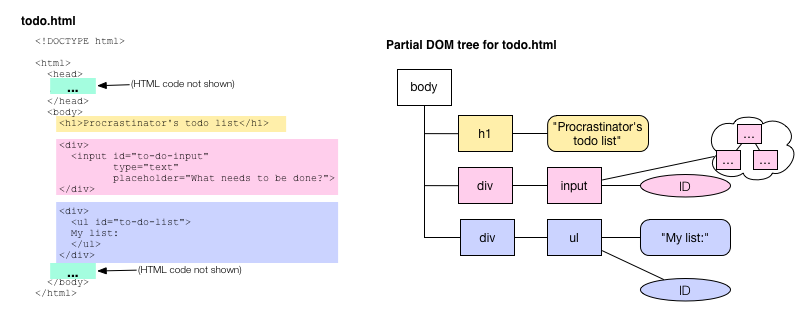 todo.html
<!DOCTYPE html>
<html>
<head>
...
(HTML code not shown)
</head>
<body>
<h1>Procrastinator's todo list</h1>
<div>
<input id="to-do-input"
type="text"
placeholder="What needs to be done?">
</div>
<div>
<ul id="to-do-list">
My list:
</ul>
</div>
...
(HTML code not shown)
</body>
</html>
Partial DOM tree for todo.html
body
h1
"Procrastinator's
todo list"
div
input
ID
...
...
...
div
ul
"My list:"
ID